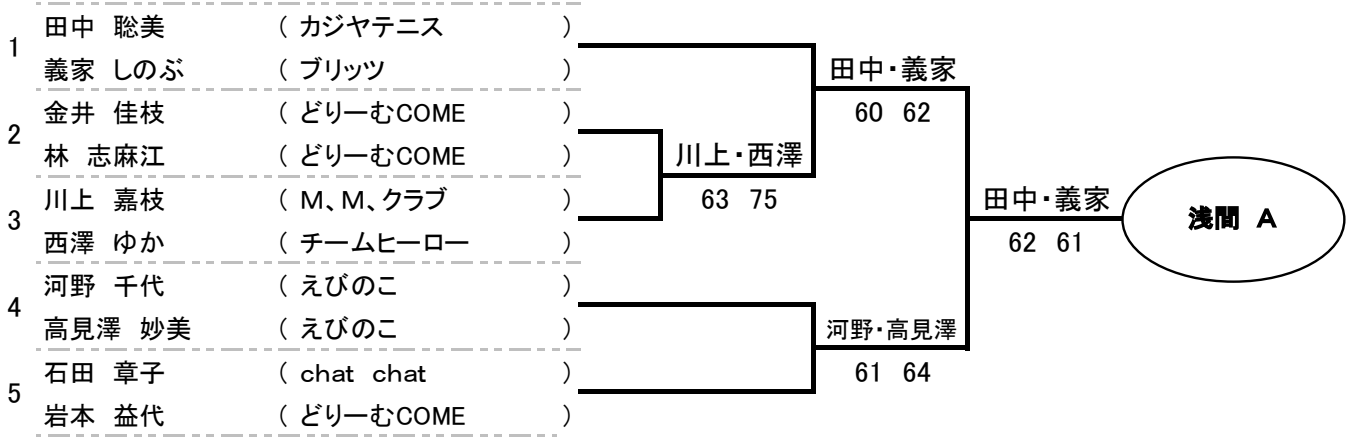 1
田中 聡美 ( カジヤテニス )
義家 しのぶ ( ブリッツ )
2
金井 佳枝 ( どりーむCOME )
林 志麻江 ( どりーむCOME )
3
川上 嘉枝 ( M、M、クラブ )
西澤 ゆか ( チームヒーロー )
4
河野 千代 ( えびのこ )
高見澤 妙美 ( えびのこ )
5
石田 章子 ( chat chat )
岩本 益代 ( どりーむCOME )
川上・西澤
63 75
田中・義家
60 62
河野・高見澤
61 64
田中・義家
62 61
浅間 A